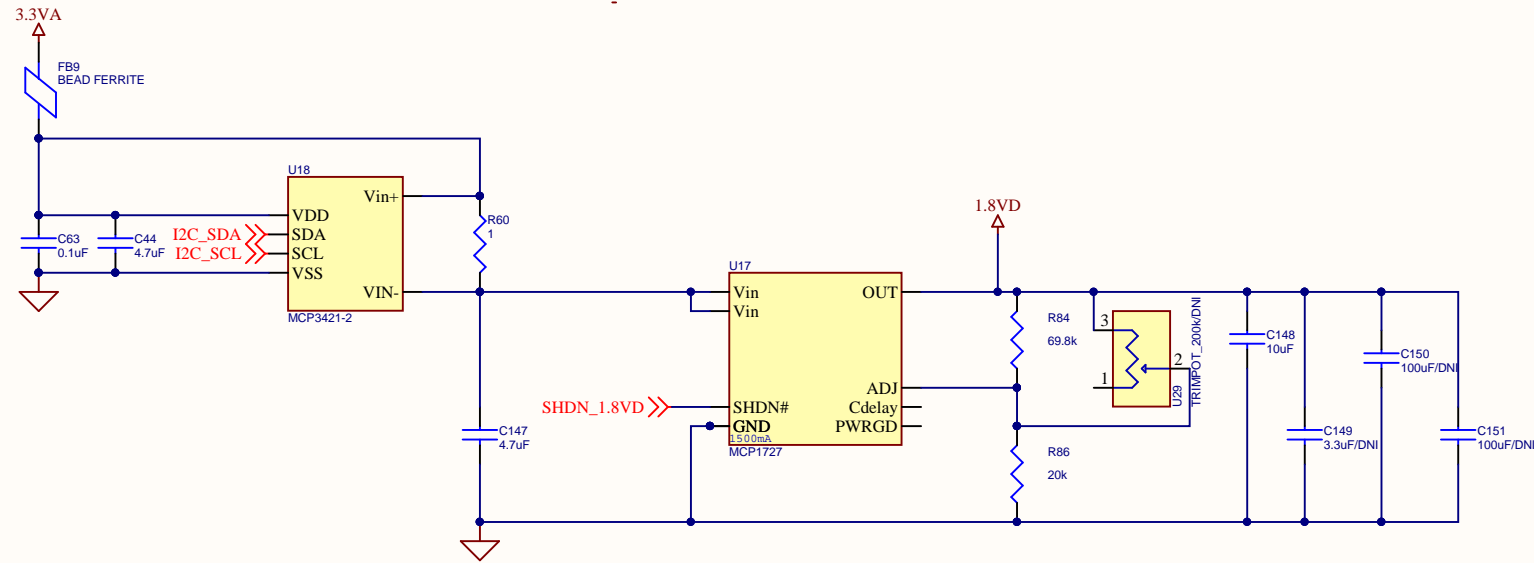 3.3VA
FB9
BEAD FERRITE
U18
Vin+
VDD
SDA
SCL
VSS
VIN-
MCP3421-2
I2C_SDA
I2C_SCL
C63
0.1uF
C44
4.7uF
R60
1
C147
4.7uF
U17
Vin
Vin
OUT
ADJ
SHDN#
Cdelay
GND
PWRGD
1500mA
MCP1727
SHDN_1.8VD
1.8VD
R84
69.8k
R86
20k
3
2
1
U29
TRIMPOT_200k/DNI
C148
10uF
C149
3.3uF/DNI
C150
100uF/DNI
C151
100uF/DNI